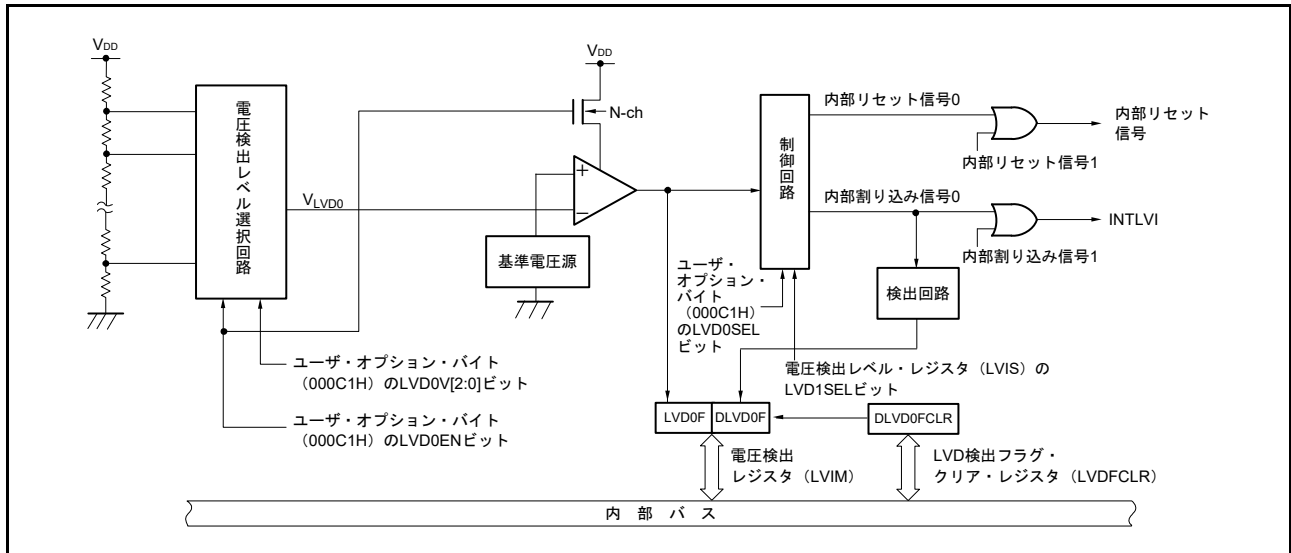 VDD
電圧検出レベル選択回路
VLVD0
VDD
N-ch
+
−
基準電圧源
制御回路
内部リセット信号0
内部リセット信号1
内部リセット
信号
内部割り込み信号0
内部割り込み信号1
INTLVI
検出回路
ユーザ・
オプション・
バイト
（000C1H）
のLVD0SEL
ビット
電圧検出レベル・レジスタ（LVIS）の
LVD1SELビット
ユーザ・オプション・バイト
（000C1H）のLVD0V[2:0]ビット
ユーザ・オプション・バイト
（000C1H）のLVD0ENビット
LVD0F
DLVD0F
DLVD0FCLR
電圧検出
レジスタ（LVIM）
LVD検出フラグ・
クリア・レジスタ（LVDFCLR）
内 部 バ ス